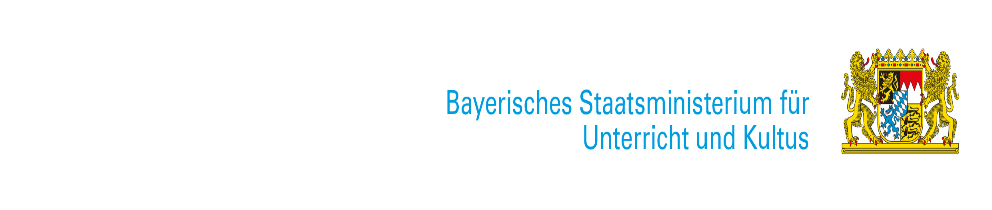 Bayerisches Staatsministerium für
Unterricht und Kultus